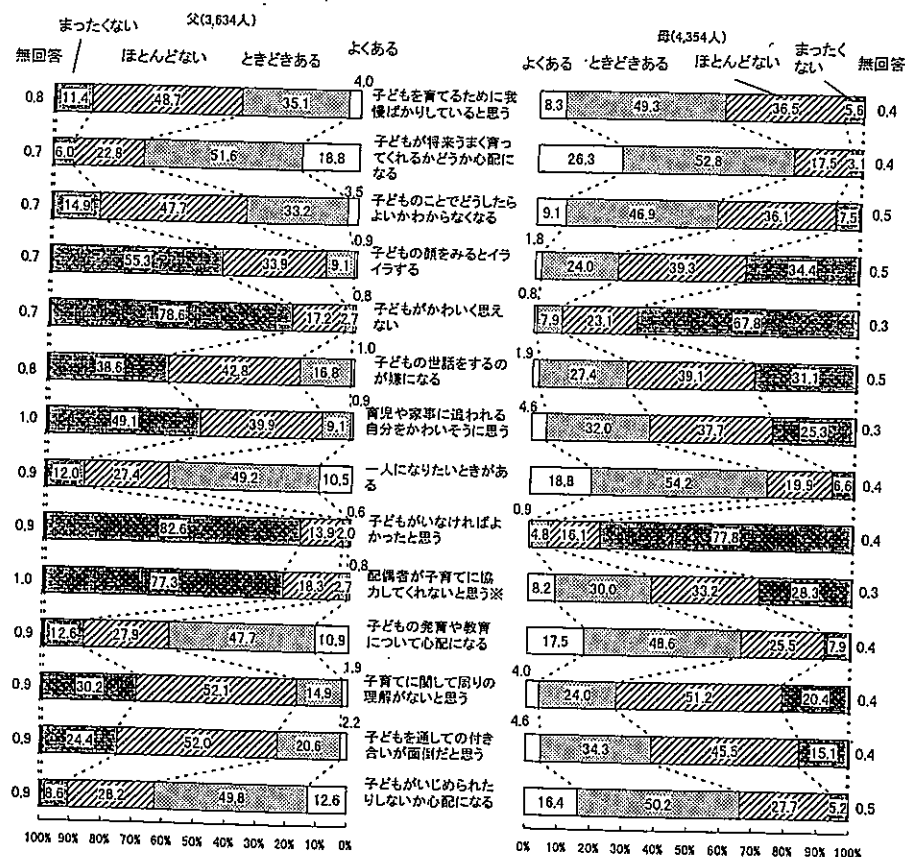 父(3,634人)
まったくない
無回答 ほとんどない ときどきある よくある
母(4,354人)
よくある ときどきある ほとんどない まったく
ない 無回答
0.8 11.4 48.7 35.1 4.0
子どもを育てるために我
慢ばかりしていると思う
8.3 49.3 36.5 5.6 0.4
0.7 6.0 22.8 51.6 18.8
子どもが将来うまく育っ
てくれるかどうか心配に
なる
26.3 52.8 17.5 3.1 0.4
0.7 14.9 47.7 33.2 3.5
子どものことでどうしたら
よいかわからなくなる
9.1 46.9 36.1 7.5 0.5
0.7 55.3 33.9 9.1 0.9
子どもの顔をみるとイラ
イラする
1.8 24.0 39.3 34.4 0.5
0.7 78.6 17.2 2.7 0.8
子どもがかわいく思え
ない
0.8 7.9 23.1 67.8 0.3
0.8 38.6 42.8 16.8 1.0
子どもの世話をするの
が嫌になる
1.9 27.4 39.1 31.1 0.5
1.0 49.1 39.9 9.1 0.9
育児や家事に追われる
自分をかわいそうに思う
4.6 32.0 37.7 25.3 0.3
0.9 12.0 27.4 49.2 10.5
一人になりたいときがあ
る
18.8 54.2 19.9 6.6 0.4
0.9 82.6 13.9 2.0 0.6
子どもがいなければよ
かったと思う
0.9 4.8 16.1 77.8 0.4
1.0 77.3 18.3 2.7 0.8
配偶者が子育てに協
力してくれないと思う※
8.2 30.0 33.2 28.3 0.3
0.9 12.6 27.9 47.7 10.9
子どもの発育や教育
について心配になる
17.5 48.6 25.5 7.9 0.4
0.9 30.2 52.1 14.9 1.9
子育てに関して周りの
理解がないと思う
4.0 24.0 51.2 20.4 0.4
0.9 24.4 52.0 20.6 2.2
子どもを通しての付き
合いが面倒だと思う
4.6 34.3 45.5 15.1 0.4
0.9 8.6 28.2 49.8 12.6
子どもがいじめられた
りしないか心配になる
16.4 50.2 27.7 5.2 0.5
100% 90% 80% 70% 60% 50% 40% 30% 20% 10% 0%
0% 10% 20% 30% 40% 50% 60% 70% 80% 90% 100%